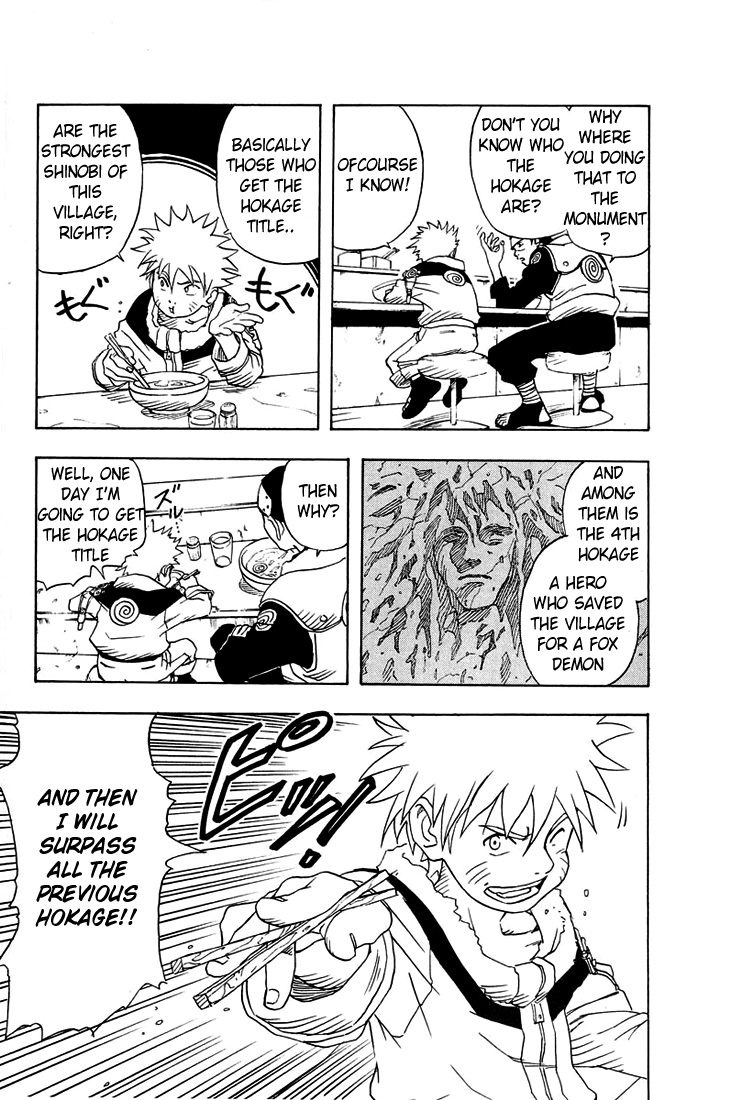 WHY
WHERE
YOU DOING
THAT TO
THE
MONUMENT
?
DON'T YOU
KNOW WHO
THE
HOKAGE
ARE?
OFCOURSE
I KNOW!
BASICALLY
THOSE WHO
GET THE
HOKAGE
TITLE..
ARE THE
STRONGEST
SHINOBI OF
THIS
VILLAGE,
RIGHT?
もぐ
もぐ
AND
AMONG
THEM IS
THE 4TH
HOKAGE
A HERO
WHO SAVED
THE VILLAGE
FOR A FOX
DEMON
THEN
WHY?
WELL, ONE
DAY I'M
GOING TO GET
THE HOKAGE
TITLE
ズル
ピッ!
AND THEN
I WILL
SURPASS
ALL THE
PREVIOUS
HOKAGE!!